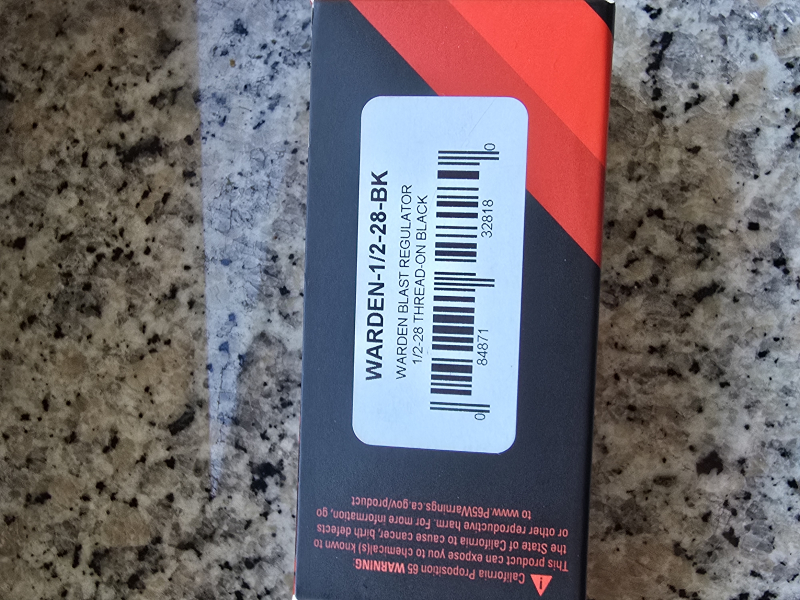 WARDEN-1/2-28-BK
WARDEN BLAST REGULATOR
1/2-28 THREAD-ON BLACK
0 84871 32818 0
California Proposition 65 WARNING:
This product can expose you to chemical(s) known to
the State of California to cause cancer, birth defects
or other reproductive harm. For more information, go
to www.P65Warnings.ca.gov/product